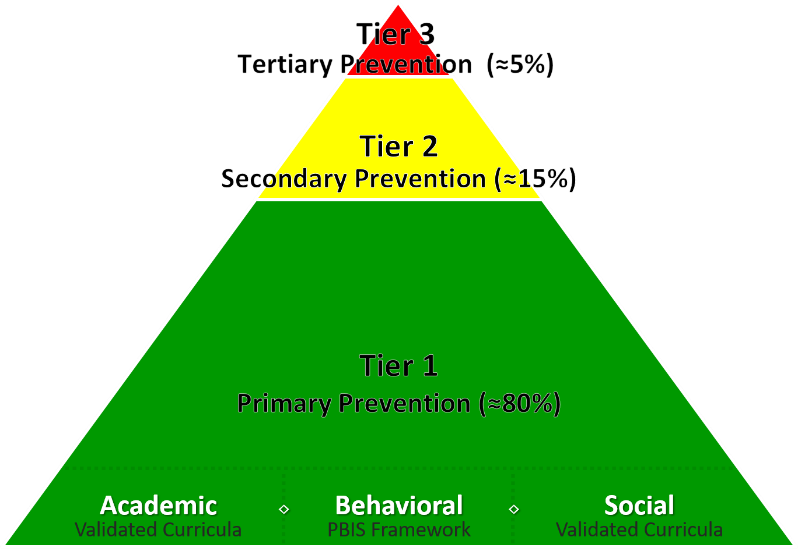 Tier 3
Tertiary Prevention (≈5%)
Tier 2
Secondary Prevention (≈15%)
Tier 1
Primary Prevention (≈80%)
Academic ◇ Behavioral ◇ Social
Validated Curricula PBIS Framework Validated Curricula